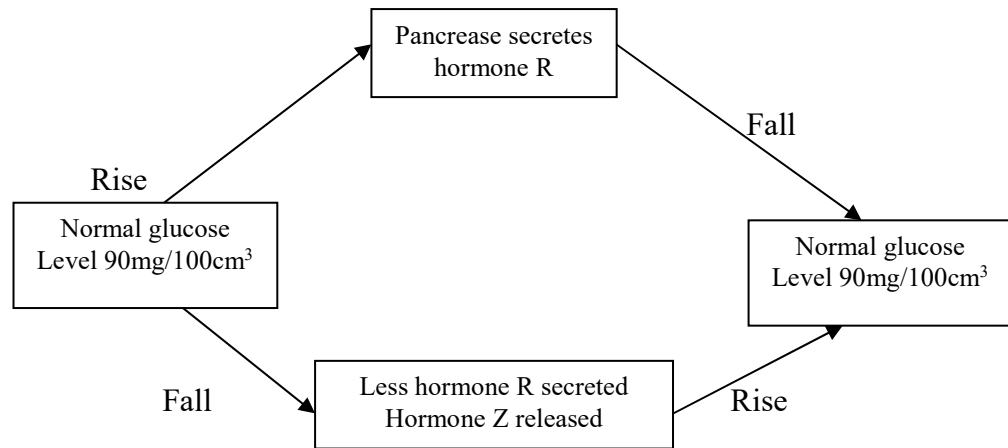 Pancrease secretes
hormone R
Fall
Rise
Normal glucose
Level 90mg/100cm³
Normal glucose
Level 90mg/100cm³
Fall
Less hormone R secreted
Hormone Z released
Rise